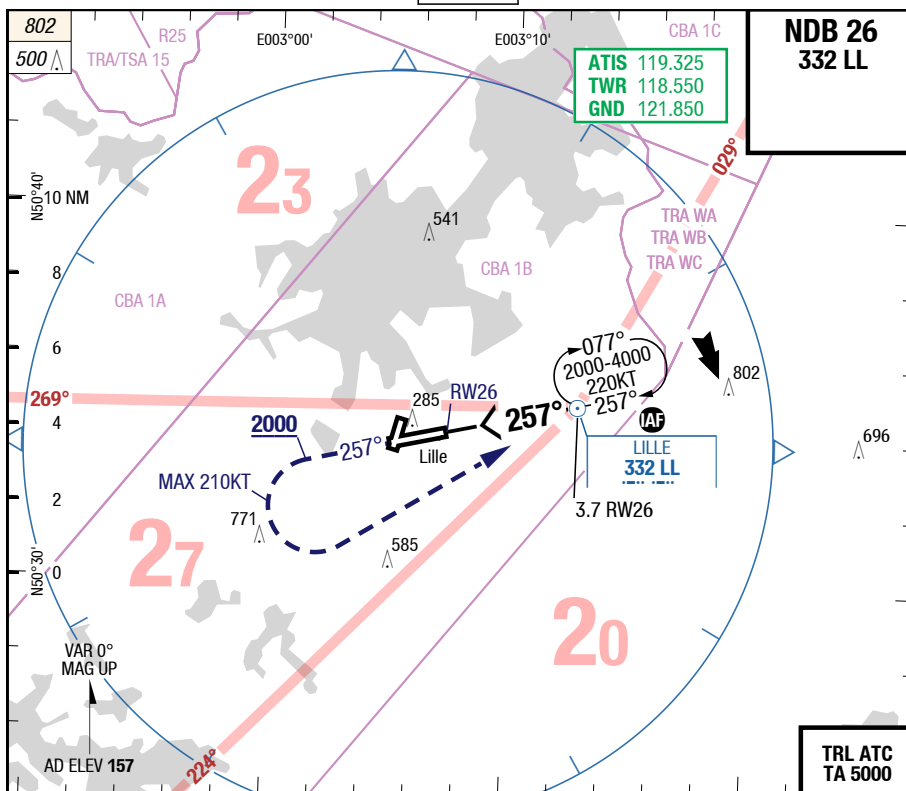 802
500
R25
TRA/TSA 15
E003°00'
E003°10'
CBA 1C
NDB 26
332 LL
ATIS 119.325
TWR 118.550
GND 121.850
029°
N50°40'
10 NM
23
541
TRA WA
TRA WB
TRA WC
8
CBA 1B
CBA 1A
6
077°
2000-4000
220KT
257°
802
269°
285
RW26
4
257°
IAF
2000
257°
Lille
LILLE
332 LL
696
MAX 210KT
2
3.7 RW26
771
585
27
N50°30'
0
20
VAR 0°
MAG UP
AD ELEV 157
224°
TRL ATC
TA 5000